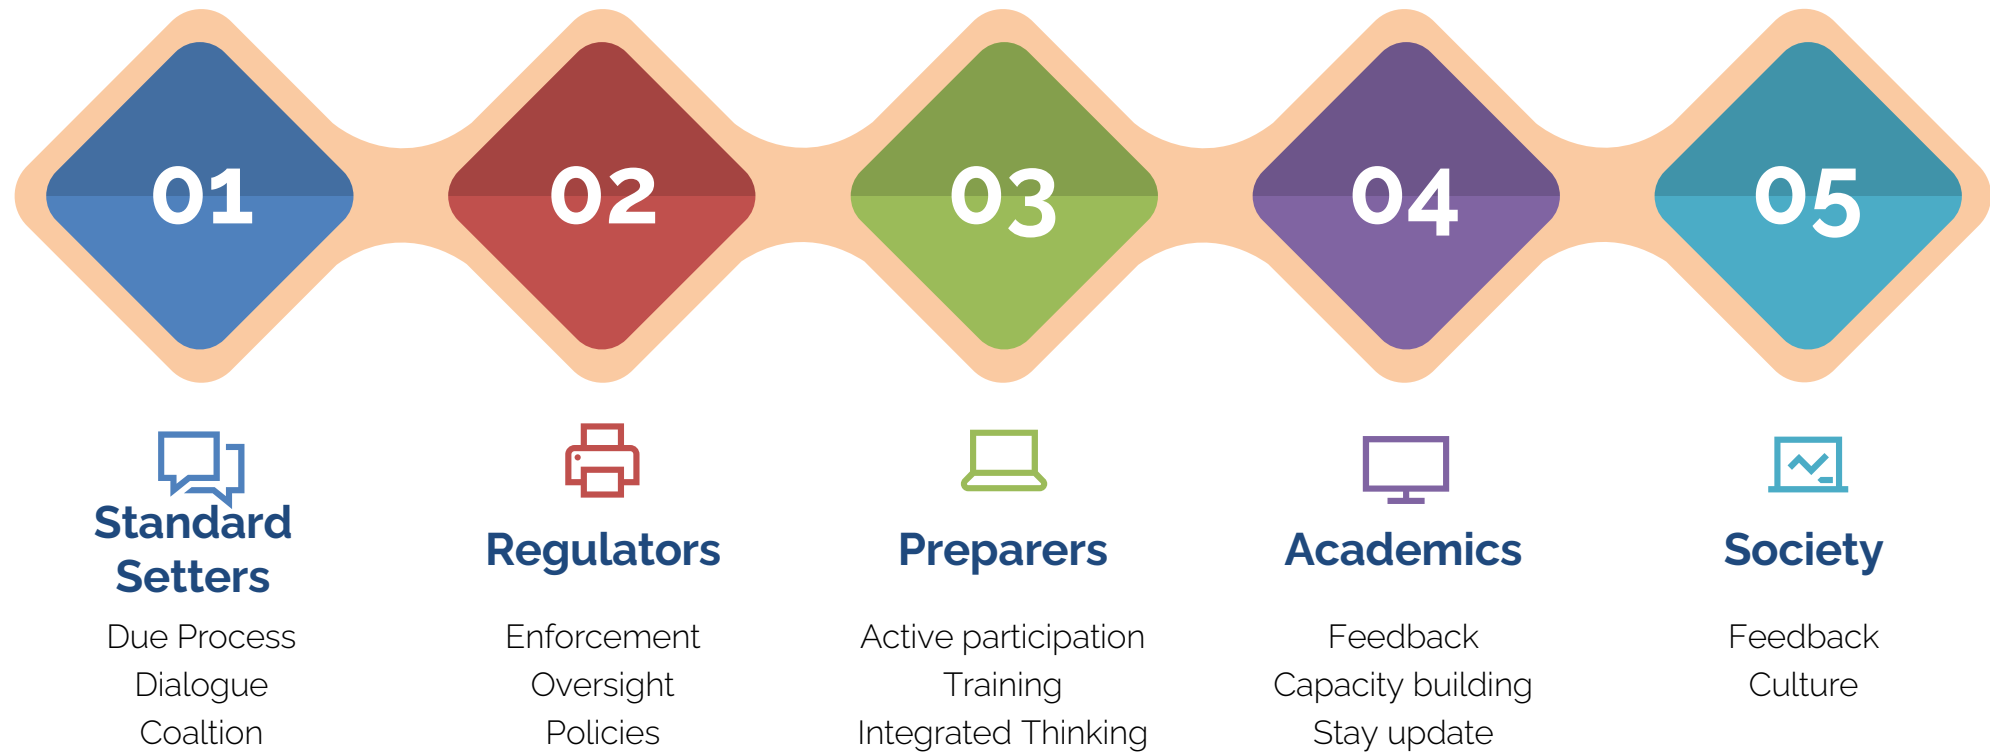 01
02
03
04
05
Standard
Setters
Due Process
Dialogue
Coaltion
Regulators
Enforcement
Oversight
Policies
Preparers
Active participation
Training
Integrated Thinking
Academics
Feedback
Capacity building
Stay update
Society
Feedback
Culture